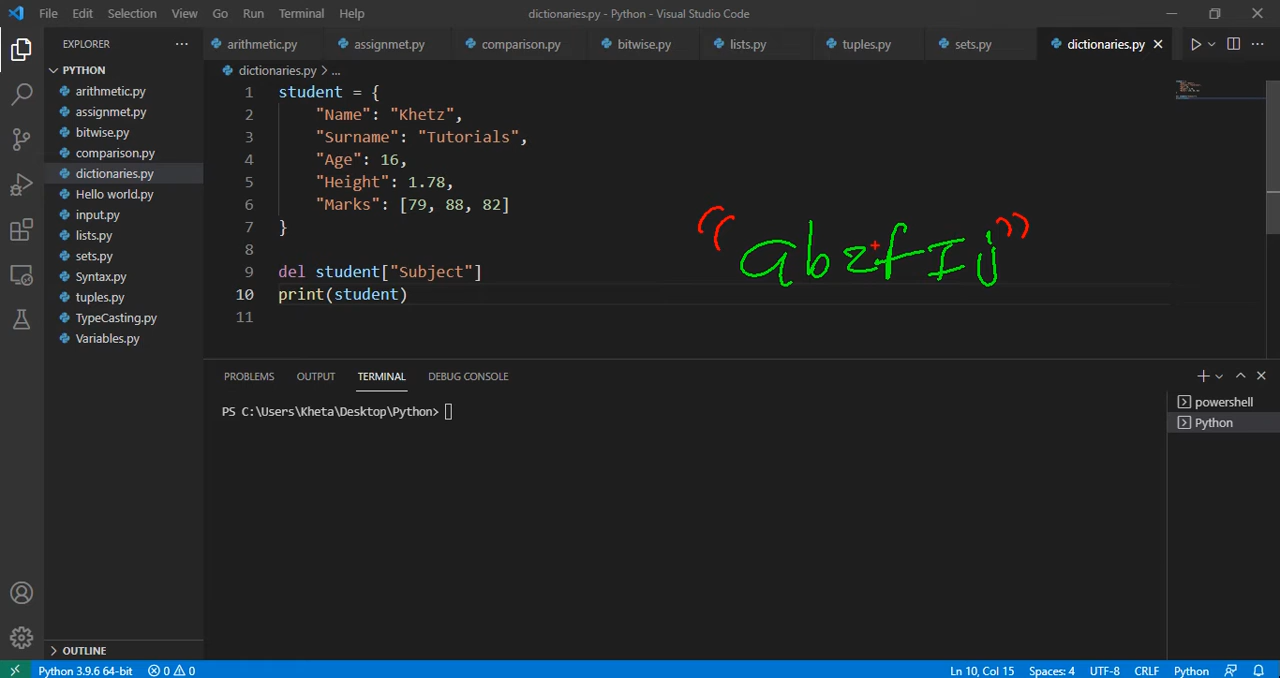 File Edit Selection View Go Run Terminal Help dictionaries.py - Python - Visual Studio Code
EXPLORER
arithmetic.py assignmet.py comparison.py bitwise.py lists.py tuples.py sets.py dictionaries.py
PYTHON
arithmetic.py
assignmet.py
bitwise.py
comparison.py
dictionaries.py
Hello world.py
input.py
lists.py
sets.py
Syntax.py
tuples.py
TypeCasting.py
Variables.py
OUTLINE
dictionaries.py > ...
1 student = {
2 "Name": "Khetz",
3 "Surname": "Tutorials",
4 "Age": 16,
5 "Height": 1.78,
6 "Marks": [79, 88, 82]
7 }
8
9 del student["Subject"]
10 print(student)
11
"abzfIj"
PROBLEMS OUTPUT TERMINAL DEBUG CONSOLE
PS C:\Users\Kheta\Desktop\Python>
powershell
Python
Python 3.9.6 64-bit 0 0 Ln 10, Col 15 Spaces: 4 UTF-8 CRLF Python